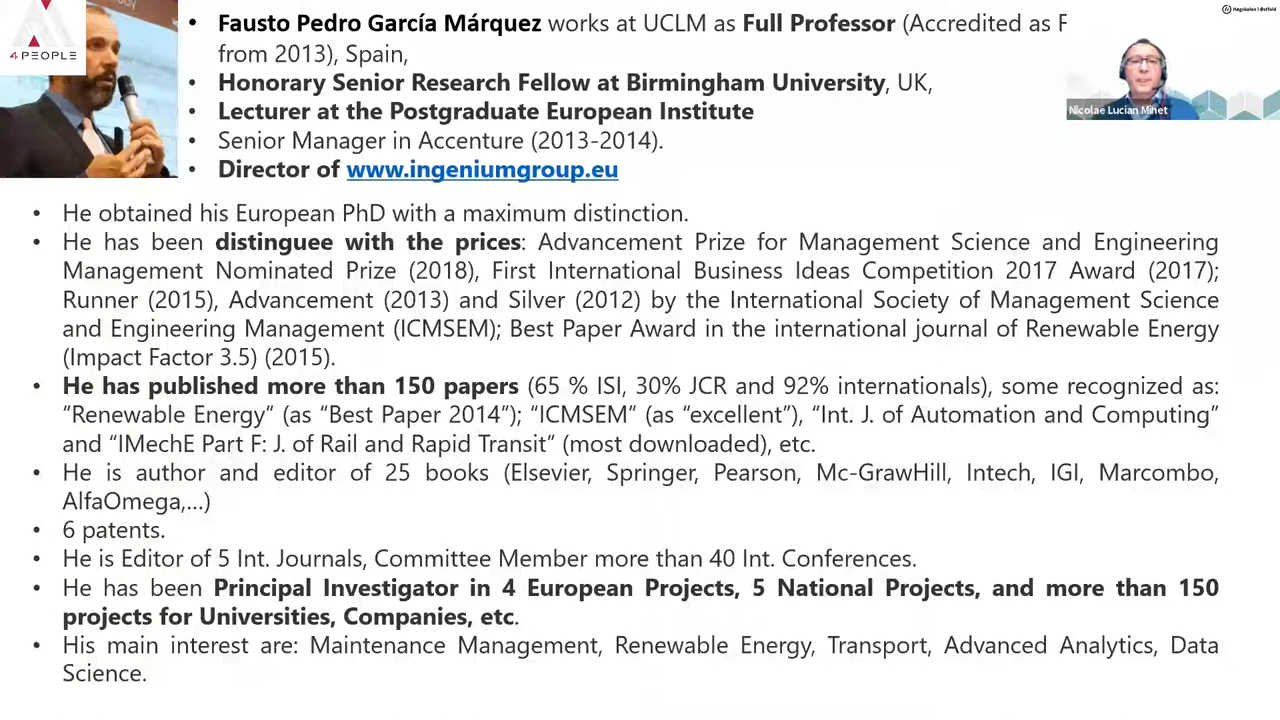 4PEOPLE
• Fausto Pedro García Márquez works at UCLM as Full Professor (Accredited as F
from 2013), Spain,
• Honorary Senior Research Fellow at Birmingham University, UK,
• Lecturer at the Postgraduate European Institute
• Senior Manager in Accenture (2013-2014).
• Director of www.ingeniumgroup.eu
Nicolae Lucian Mihet
• He obtained his European PhD with a maximum distinction.
• He has been distinguee with the prices: Advancement Prize for Management Science and Engineering
Management Nominated Prize (2018), First International Business Ideas Competition 2017 Award (2017);
Runner (2015), Advancement (2013) and Silver (2012) by the International Society of Management Science
and Engineering Management (ICMSEM); Best Paper Award in the international journal of Renewable Energy
(Impact Factor 3.5) (2015).
• He has published more than 150 papers (65 % ISI, 30% JCR and 92% internationals), some recognized as:
“Renewable Energy“ (as “Best Paper 2014”); “ICMSEM“ (as “excellent”), “Int. J. of Automation and Computing”
and “IMechE Part F: J. of Rail and Rapid Transit” (most downloaded), etc.
• He is author and editor of 25 books (Elsevier, Springer, Pearson, Mc-GrawHill, Intech, IGI, Marcombo,
AlfaOmega,...)
• 6 patents.
• He is Editor of 5 Int. Journals, Committee Member more than 40 Int. Conferences.
• He has been Principal Investigator in 4 European Projects, 5 National Projects, and more than 150
projects for Universities, Companies, etc.
• His main interest are: Maintenance Management, Renewable Energy, Transport, Advanced Analytics, Data
Science.